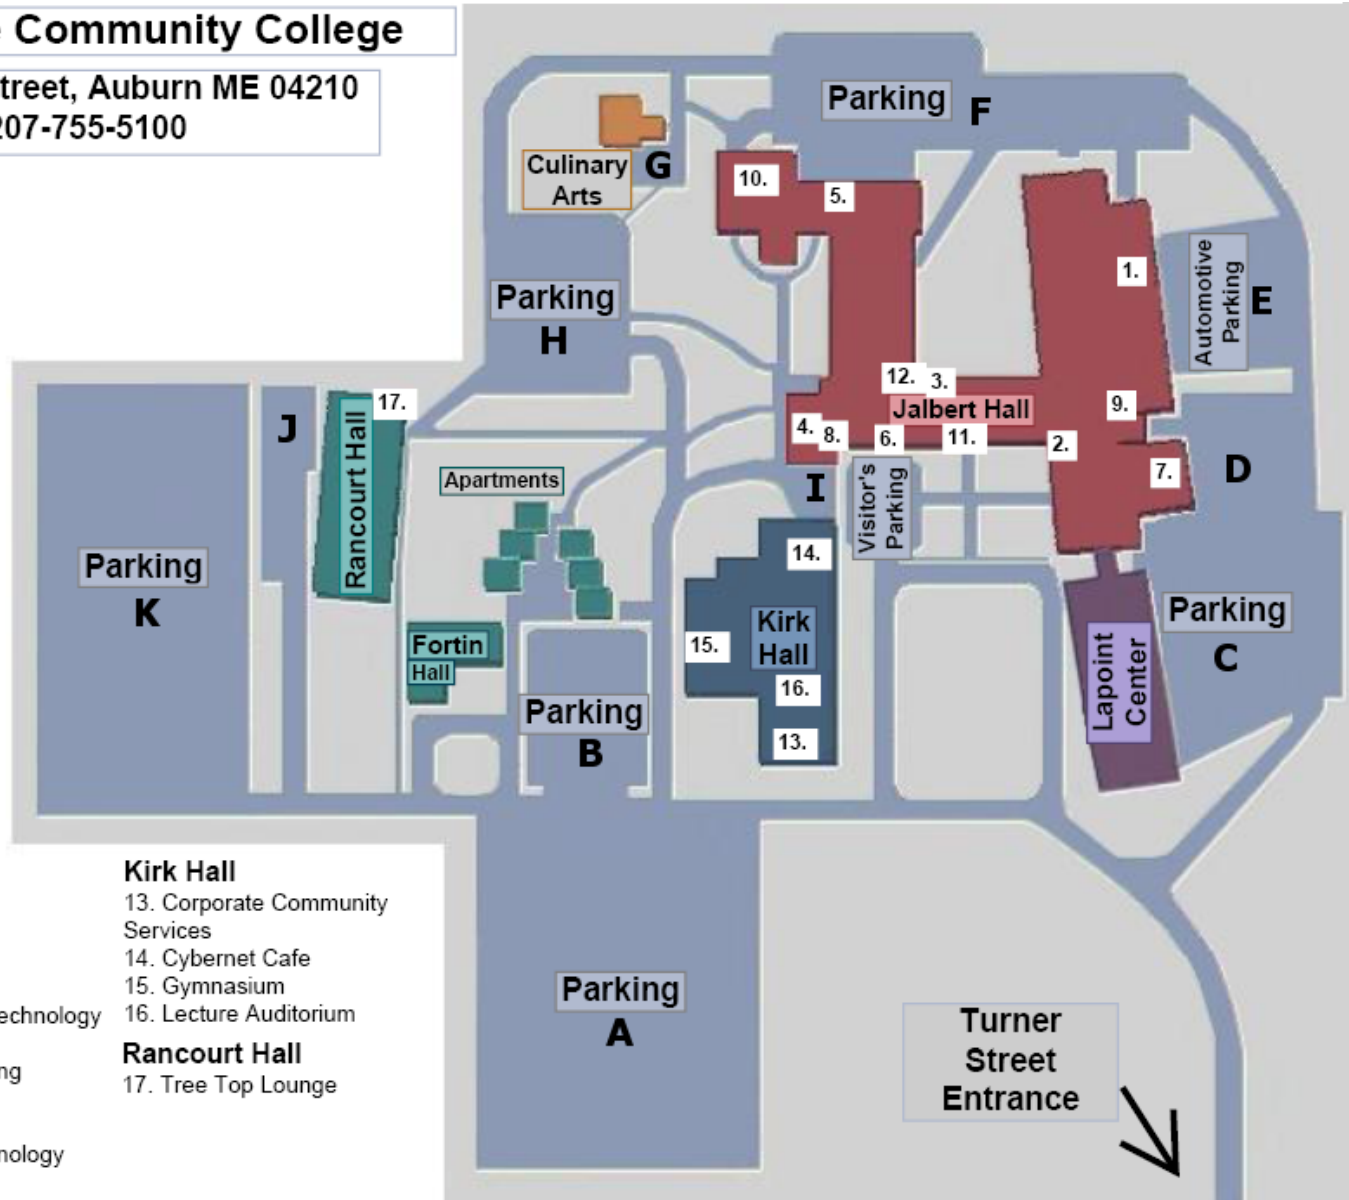 Community College
treet, Auburn ME 04210
207-755-5100
Parking
F
Culinary
Arts
G
10.
5.
1.
Automotive
Parking
E
Parking
H
12.
3.
Jalbert Hall
9.
4.
8.
6.
11.
2.
7.
D
J
17.
Rancourt Hall
Apartments
I
Visitor's
Parking
14.
Parking
K
Kirk
Hall
15.
16.
13.
Parking
C
Lapoint
Center
Fortin
Hall
Parking
B
Kirk Hall
13. Corporate Community
Services
14. Cybernet Cafe
15. Gymnasium
echnology
16. Lecture Auditorium
Rancourt Hall
ng
17. Tree Top Lounge
nology
Parking
A
Turner
Street
Entrance